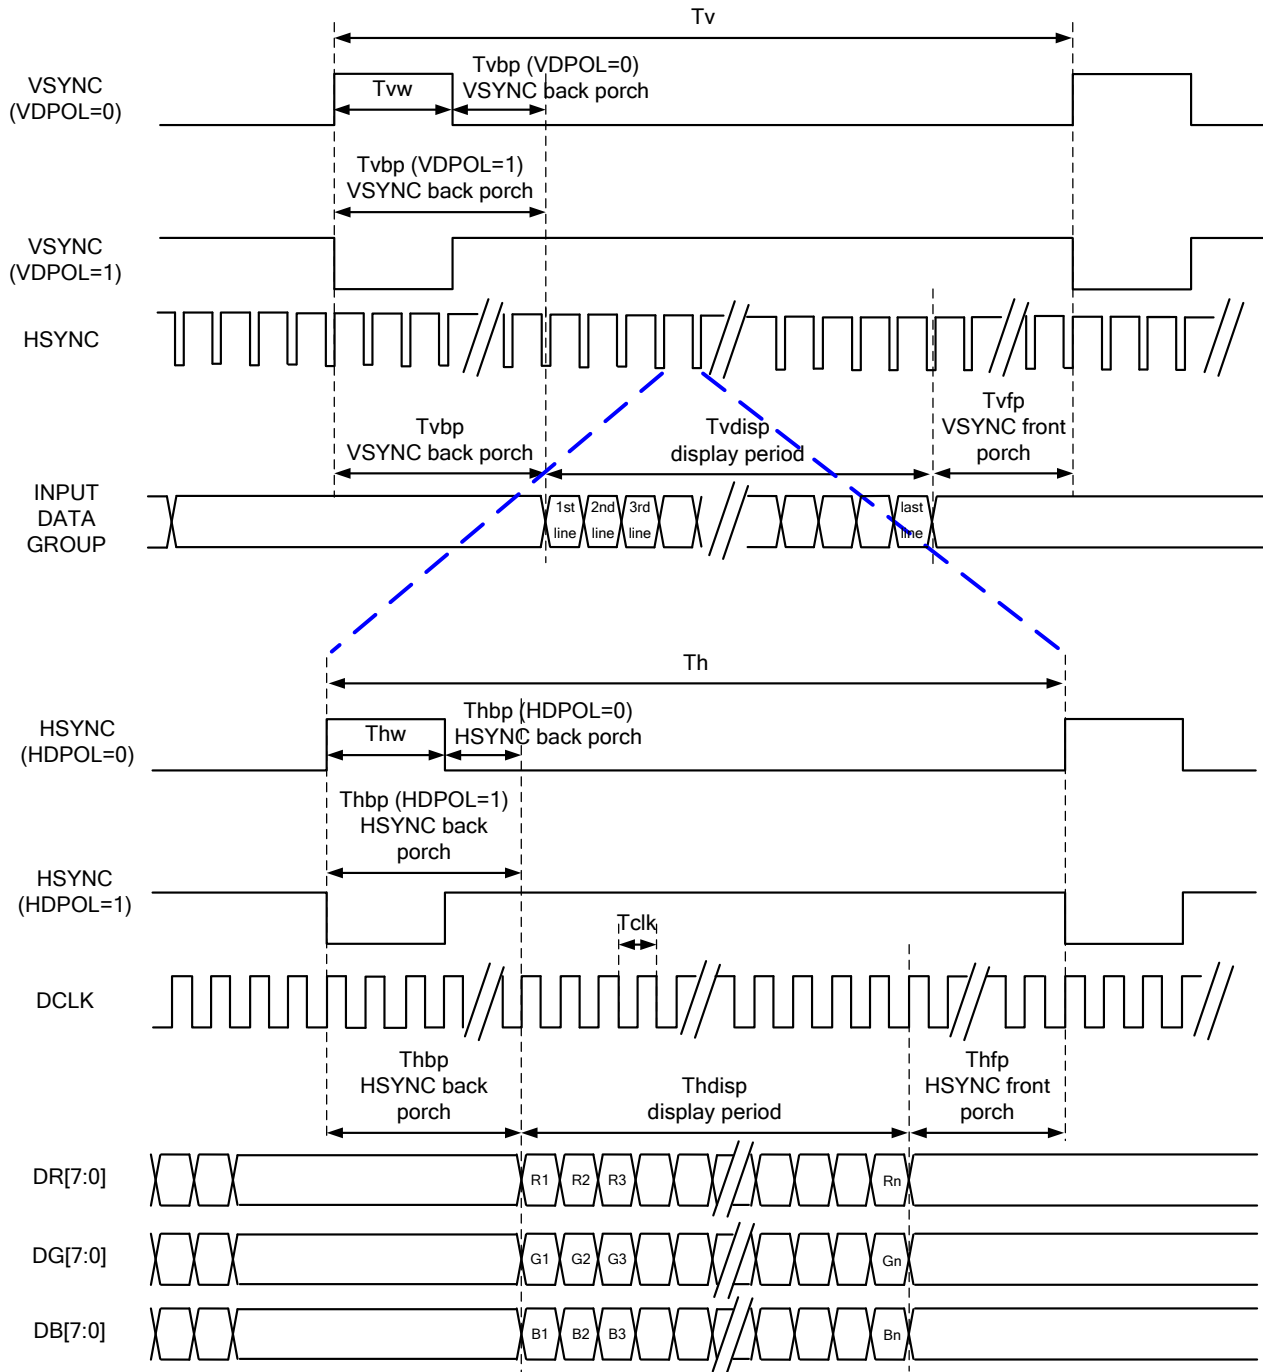 Tv
VSYNC
(VDPOL=0)
Tvw
Tvbp (VDPOL=0)
VSYNC back porch
Tvbp (VDPOL=1)
VSYNC back porch
VSYNC
(VDPOL=1)
HSYNC
Tvbp
VSYNC back porch
Tvdisp
display period
Tvfp
VSYNC front
porch
INPUT
DATA
GROUP
1st
line
2nd
line
3rd
line
last
line
Th
HSYNC
(HDPOL=0)
Thw
Thbp (HDPOL=0)
HSYNC back porch
Thbp (HDPOL=1)
HSYNC back
porch
HSYNC
(HDPOL=1)
Tclk
DCLK
Thbp
HSYNC back
porch
Thdisp
display period
Thfp
HSYNC front
porch
DR[7:0]
R1 R2 R3 Rn
DG[7:0]
G1 G2 G3 Gn
DB[7:0]
B1 B2 B3 Bn